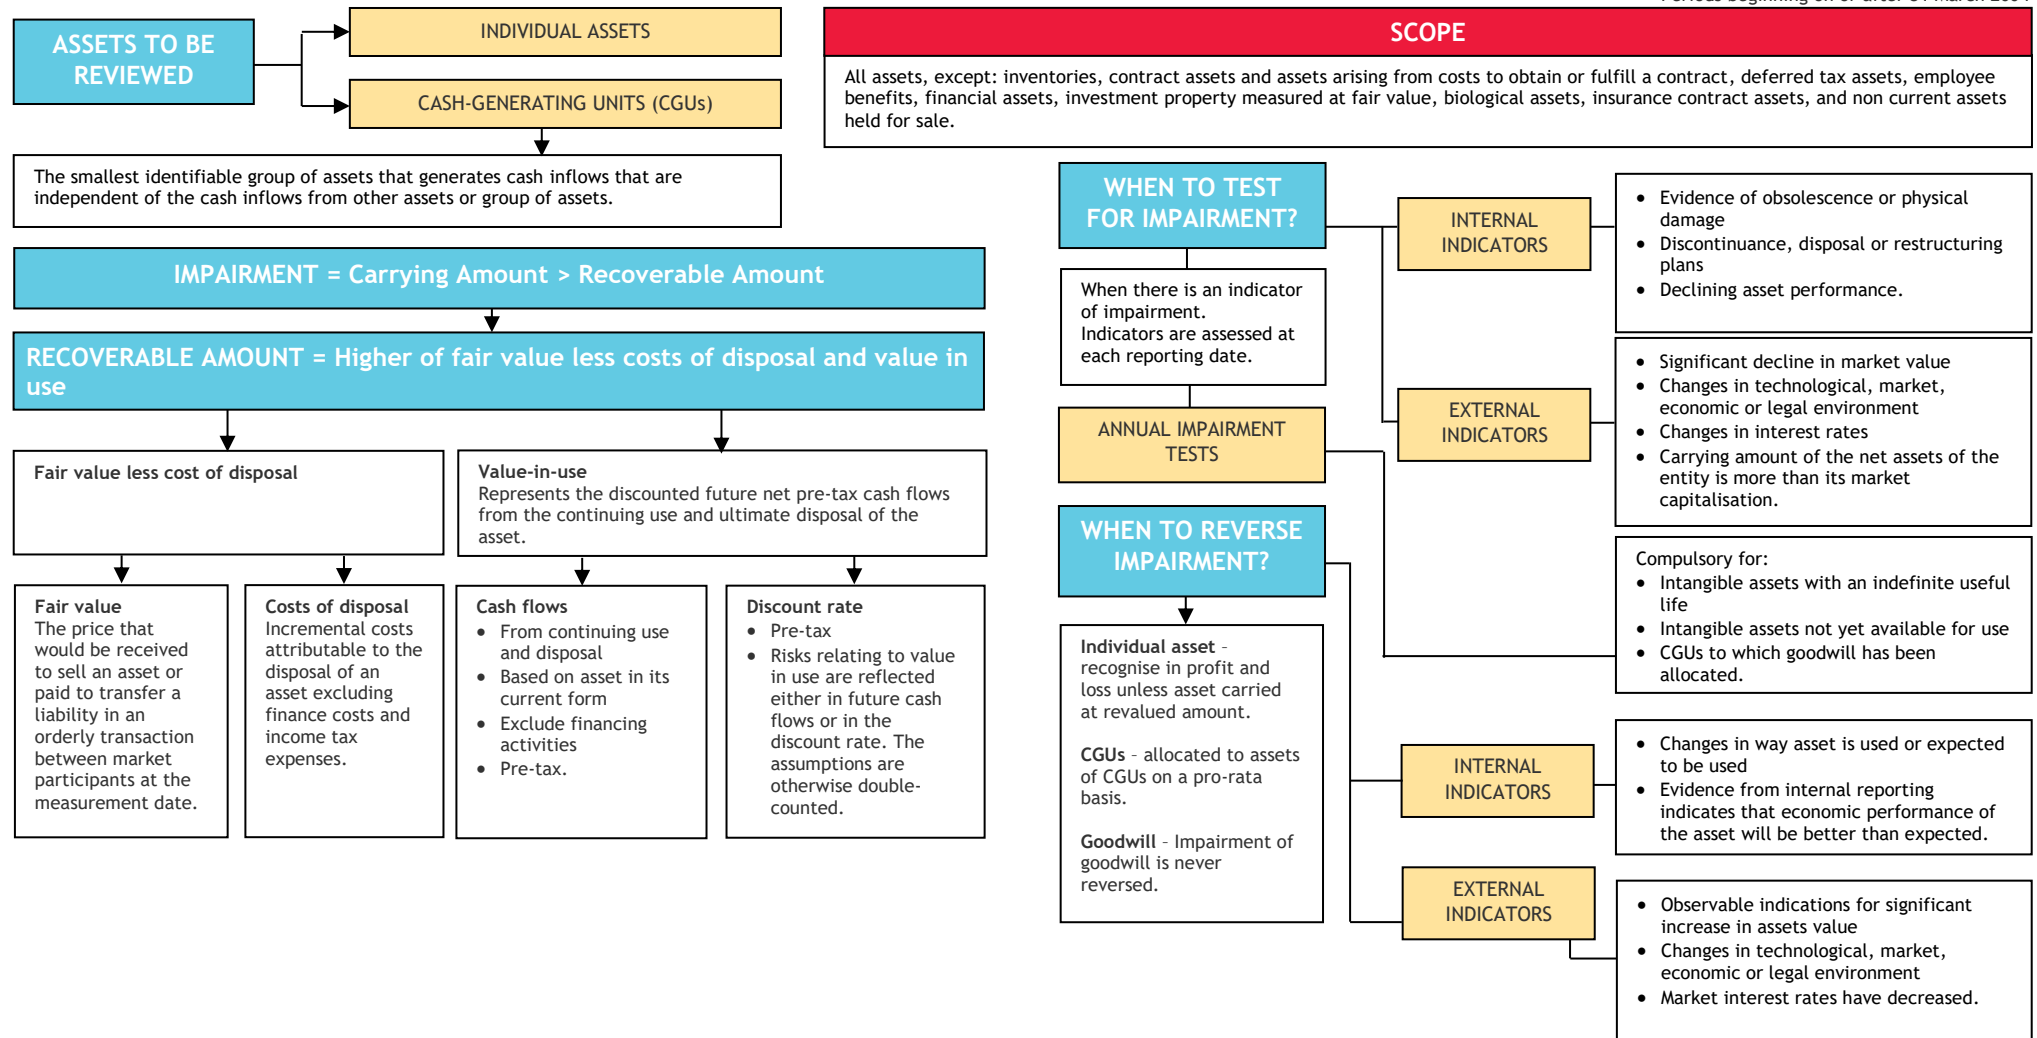 Periods beginning on or after 31 March 2004
ASSETS TO BE
REVIEWED
INDIVIDUAL ASSETS
CASH-GENERATING UNITS (CGUs)
The smallest identifiable group of assets that generates cash inflows that are
independent of the cash inflows from other assets or group of assets.
SCOPE
All assets, except: inventories, contract assets and assets arising from costs to obtain or fulfill a contract, deferred tax assets, employee
benefits, financial assets, investment property measured at fair value, biological assets, insurance contract assets, and non current assets
held for sale.
IMPAIRMENT = Carrying Amount > Recoverable Amount
RECOVERABLE AMOUNT = Higher of fair value less costs of disposal and value in
use
Fair value less cost of disposal
Value-in-use
Represents the discounted future net pre-tax cash flows
from the continuing use and ultimate disposal of the
asset.
Fair value
The price that
would be received
to sell an asset or
paid to transfer a
liability in an
orderly transaction
between market
participants at the
measurement date.
Costs of disposal
Incremental costs
attributable to the
disposal of an
asset excluding
finance costs and
income tax
expenses.
Cash flows
• From continuing use
and disposal
• Based on asset in its
current form
• Exclude financing
activities
• Pre-tax.
Discount rate
• Pre-tax
• Risks relating to value
in use are reflected
either in future cash
flows or in the
discount rate. The
assumptions are
otherwise double-
counted.
WHEN TO TEST
FOR IMPAIRMENT?
When there is an indicator
of impairment.
Indicators are assessed at
each reporting date.
ANNUAL IMPAIRMENT
TESTS
INTERNAL
INDICATORS
• Evidence of obsolescence or physical
damage
• Discontinuance, disposal or restructuring
plans
• Declining asset performance.
EXTERNAL
INDICATORS
• Significant decline in market value
• Changes in technological, market,
economic or legal environment
• Changes in interest rates
• Carrying amount of the net assets of the
entity is more than its market
capitalisation.
Compulsory for:
• Intangible assets with an indefinite useful
life
• Intangible assets not yet available for use
• CGUs to which goodwill has been
allocated.
WHEN TO REVERSE
IMPAIRMENT?
Individual asset –
recognise in profit and
loss unless asset carried
at revalued amount.
CGUs – allocated to assets
of CGUs on a pro-rata
basis.
Goodwill – Impairment of
goodwill is never
reversed.
INTERNAL
INDICATORS
• Changes in way asset is used or expected
to be used
• Evidence from internal reporting
indicates that economic performance of
the asset will be better than expected.
EXTERNAL
INDICATORS
• Observable indications for significant
increase in assets value
• Changes in technological, market,
economic or legal environment
• Market interest rates have decreased.